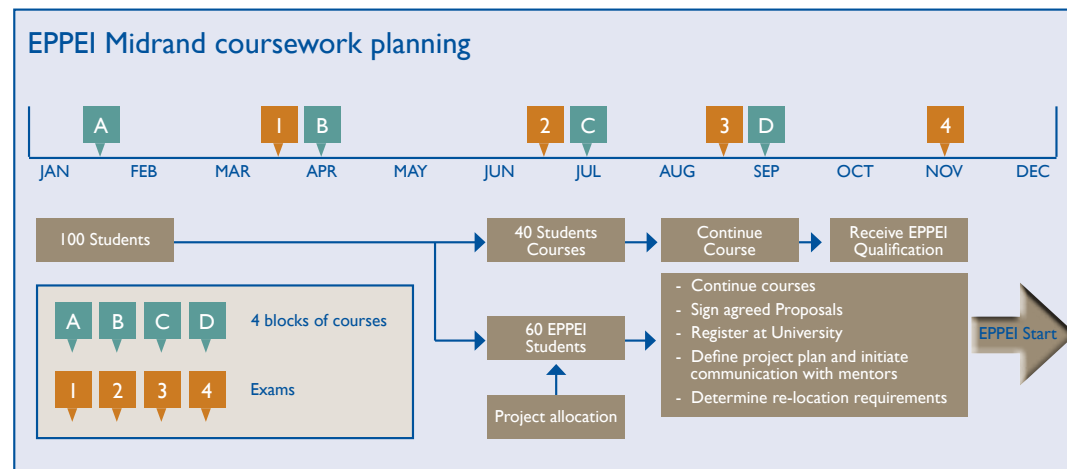 EPPEI Midrand coursework planning
A 1 B 2 C 3 D 4
JAN FEB MAR APR MAY JUN JUL AUG SEP OCT NOV DEC
100 Students
40 Students
Courses
Continue
Course
Receive EPPEI
Qualification
A B C D 4 blocks of courses
1 2 3 4 Exams
60 EPPEI
Students
Project allocation
- Continue courses
- Sign agreed Proposals
- Register at University
- Define project plan and initiate
communication with mentors
- Determine re-location requirements
EPPEI Start